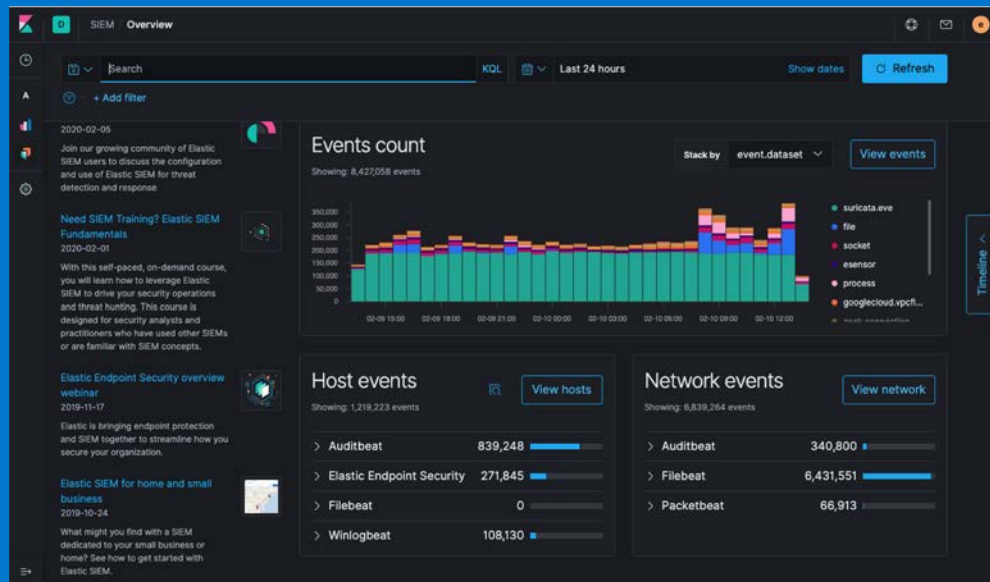 D SIEM Overview
e
Search KQL Last 24 hours Show dates Refresh
+ Add filter
A
2020-02-05
Join our growing community of Elastic
SIEM users to discuss the configuration
and use of Elastic SIEM for threat
detection and response
Need SIEM Training? Elastic SIEM
Fundamentals
2020-02-01
With this self-paced, on-demand course,
you will learn how to leverage Elastic
SIEM to drive your security operations
and threat hunting. This course is
designed for security analysts and
practitioners who have used other SIEMs
or are familiar with SIEM concepts.
Elastic Endpoint Security overview
webinar
2019-11-17
Elastic is bringing endpoint protection
and SIEM together to streamline how you
secure your organization.
Elastic SIEM for home and small
business
2019-10-24
What might you find with a SIEM
dedicated to your small business or
home? See how to get started with
Elastic SIEM.
Events count
Showing: 8,427,058 events
Stack by event.dataset View events
350,000
300,000
250,000
200,000
150,000
100,000
50,000
0
02-09 15:00 02-09 18:00 02-09 21:00 02-10 00:00 02-10 03:00 02-10 06:00 02-10 09:00 02-10 12:00
suricata.eve
file
socket
esensor
process
googlecloud.vpcfl...
Timeline
Host events
View hosts
Showing: 1,219,223 events
Auditbeat 839,248
Elastic Endpoint Security 271,845
Filebeat 0
Winlogbeat 108,130
Network events
View network
Showing: 6,839,264 events
Auditbeat 340,800
Filebeat 6,431,551
Packetbeat 66,913